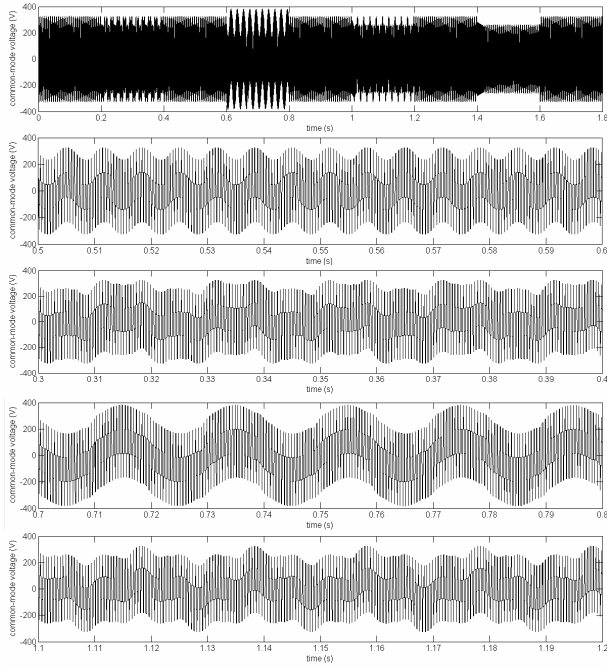 common-mode voltage (V)
400
200
0
-200
-400
0 0.2 0.4 0.6 0.8 1 1.2 1.4 1.6 1.8
time (s)
common-mode voltage (V)
400
200
0
-200
-400
0.5 0.51 0.52 0.53 0.54 0.55 0.56 0.57 0.58 0.59 0.6
time (s)
common-mode voltage (V)
400
200
0
-200
-400
0.3 0.31 0.32 0.33 0.34 0.35 0.36 0.37 0.38 0.39 0.4
time (s)
common-mode voltage (V)
400
200
0
-200
-400
0.7 0.71 0.72 0.73 0.74 0.75 0.76 0.77 0.78 0.79 0.8
time (s)
common-mode voltage (V)
400
200
0
-200
-400
1.1 1.11 1.12 1.13 1.14 1.15 1.16 1.17 1.18 1.19 1.2
time (s)